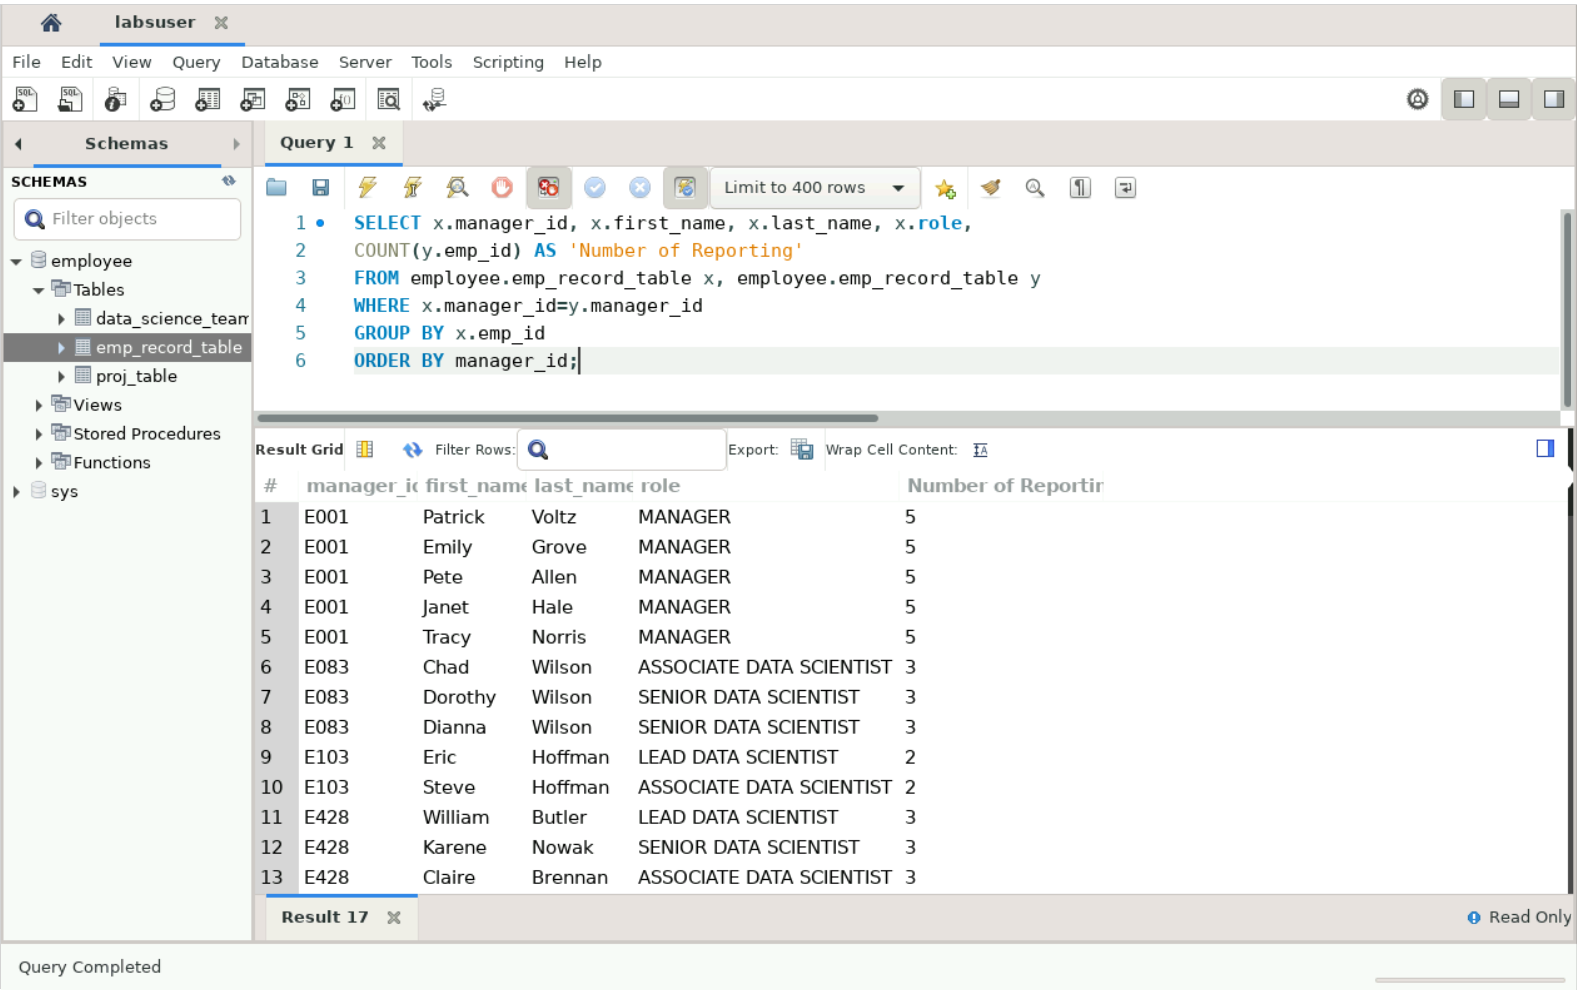 labsuser
File Edit View Query Database Server Tools Scripting Help
Schemas
Query 1
SCHEMAS
Filter objects
employee
Tables
data_science_team
emp_record_table
proj_table
Views
Stored Procedures
Functions
sys
Limit to 400 rows
1 SELECT x.manager_id, x.first_name, x.last_name, x.role,
2 COUNT(y.emp_id) AS 'Number of Reporting'
3 FROM employee.emp_record_table x, employee.emp_record_table y
4 WHERE x.manager_id=y.manager_id
5 GROUP BY x.emp_id
6 ORDER BY manager_id;
Result Grid Filter Rows: Export: Wrap Cell Content:
# manager_id first_name last_name role Number of Reportin
1 E001 Patrick Voltz MANAGER 5
2 E001 Emily Grove MANAGER 5
3 E001 Pete Allen MANAGER 5
4 E001 Janet Hale MANAGER 5
5 E001 Tracy Norris MANAGER 5
6 E083 Chad Wilson ASSOCIATE DATA SCIENTIST 3
7 E083 Dorothy Wilson SENIOR DATA SCIENTIST 3
8 E083 Dianna Wilson SENIOR DATA SCIENTIST 3
9 E103 Eric Hoffman LEAD DATA SCIENTIST 2
10 E103 Steve Hoffman ASSOCIATE DATA SCIENTIST 2
11 E428 William Butler LEAD DATA SCIENTIST 3
12 E428 Karene Nowak SENIOR DATA SCIENTIST 3
13 E428 Claire Brennan ASSOCIATE DATA SCIENTIST 3
Result 17
Read Only
Query Completed